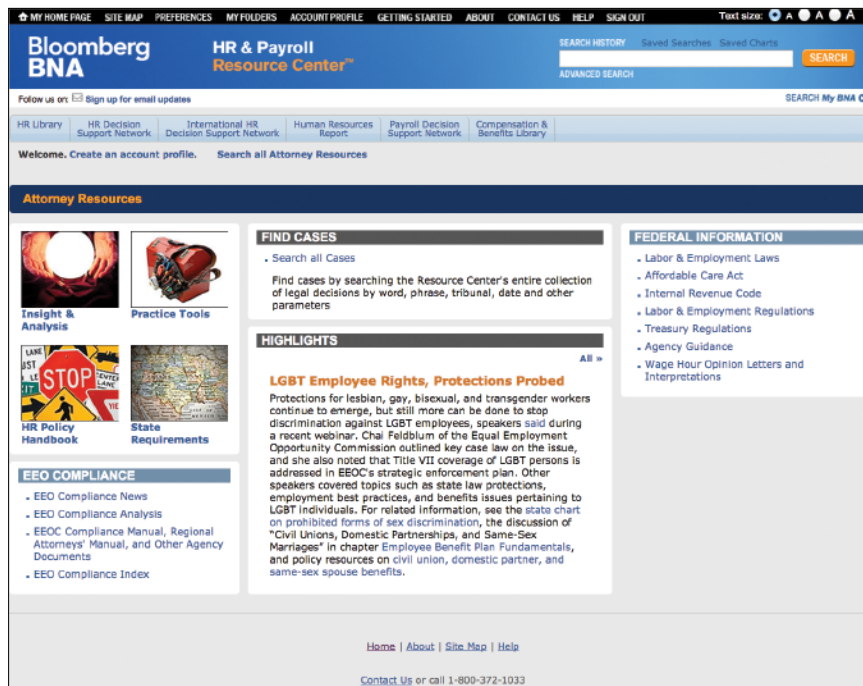 MY HOME PAGE SITE MAP PREFERENCES MY FOLDERS ACCOUNT PROFILE GETTING STARTED ABOUT CONTACT US HELP SIGN OUT Text size: A A A
Bloomberg
BNA
HR & Payroll
Resource Center™
SEARCH HISTORY Saved Searches Saved Charts
SEARCH
ADVANCED SEARCH
Follow us on: Sign up for email updates
SEARCH My BNA
HR Library
HR Decision
Support Network
International HR
Decision Support Network
Human Resources
Report
Payroll Decision
Support Network
Compensation &
Benefits Library
Welcome. Create an account profile. Search all Attorney Resources
Attorney Resources
Insight &
Analysis
Practice Tools
LANE
STOP
CENTER
LANE
HR Policy
Handbook
State
Requirements
EEO COMPLIANCE
. EEO Compliance News
. EEO Compliance Analysis
. EEOC Compliance Manual, Regional
Attorneys' Manual, and Other Agency
Documents
. EEO Compliance Index
FIND CASES
. Search all Cases
Find cases by searching the Resource Center's entire collection
of legal decisions by word, phrase, tribunal, date and other
parameters
HIGHLIGHTS
All »
LGBT Employee Rights, Protections Probed
Protections for lesbian, gay, bisexual, and transgender workers
continue to emerge, but still more can be done to stop
discrimination against LGBT employees, speakers said during
a recent webinar. Chai Feldblum of the Equal Employment
Opportunity Commission outlined key case law on the issue,
and she also noted that Title VII coverage of LGBT persons is
addressed in EEOC's strategic enforcement plan. Other
speakers covered topics such as state law protections,
employment best practices, and benefits issues pertaining to
LGBT individuals. For related information, see the state chart
on prohibited forms of sex discrimination, the discussion of
"Civil Unions, Domestic Partnerships, and Same-Sex
Marriages" in chapter Employee Benefit Plan Fundamentals,
and policy resources on civil union, domestic partner, and
same-sex spouse benefits.
FEDERAL INFORMATION
. Labor & Employment Laws
. Affordable Care Act
. Internal Revenue Code
. Labor & Employment Regulations
. Treasury Regulations
. Agency Guidance
. Wage Hour Opinion Letters and
Interpretations
Home | About | Site Map | Help
Contact Us or call 1-800-372-1033